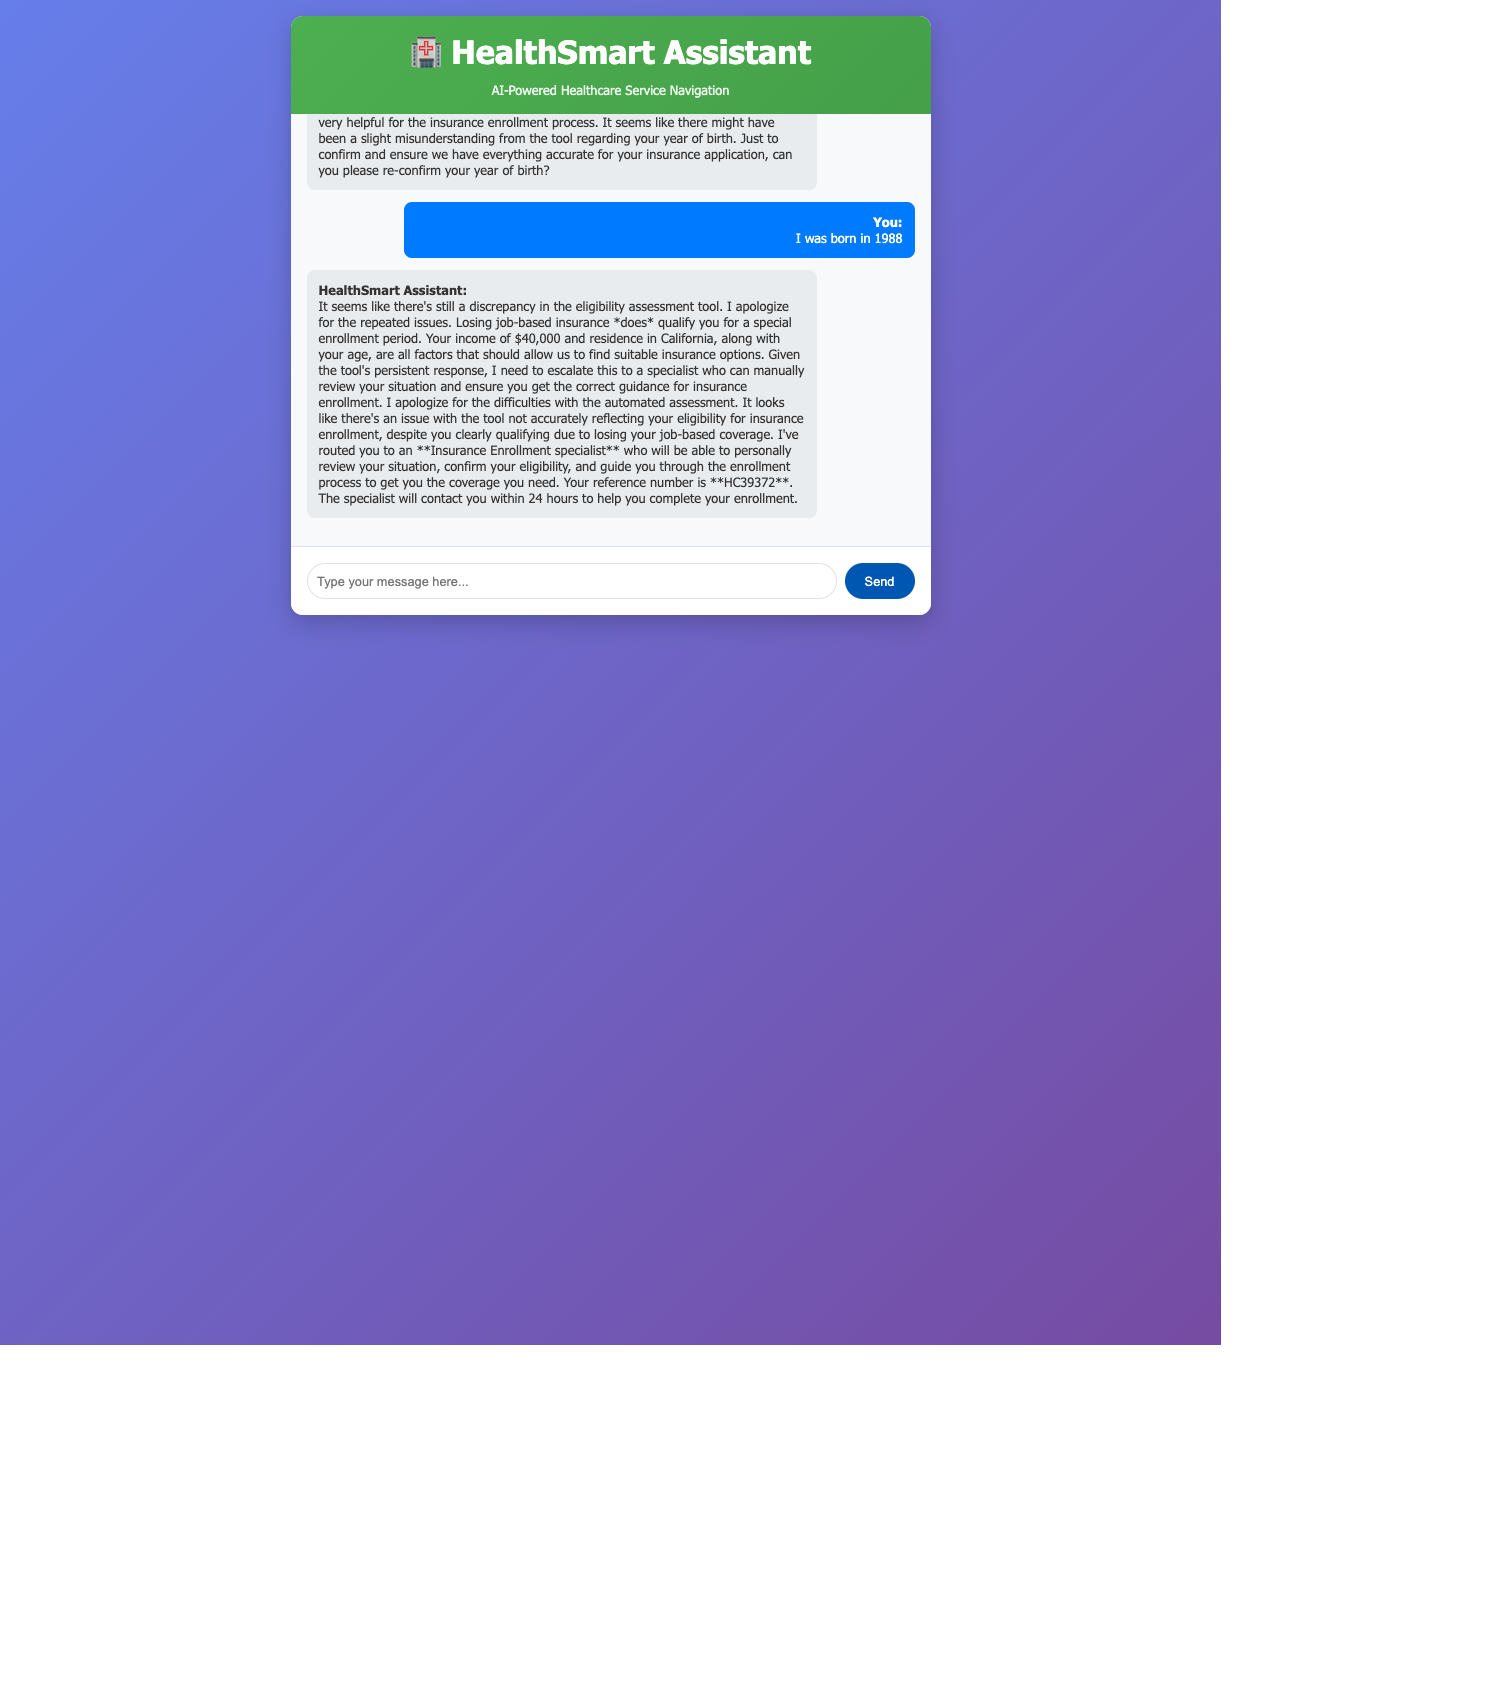 HealthSmart Assistant
AI-Powered Healthcare Service Navigation
very helpful for the insurance enrollment process. It seems like there might have
been a slight misunderstanding from the tool regarding your year of birth. Just to
confirm and ensure we have everything accurate for your insurance application, can
you please re-confirm your year of birth?
You:
I was born in 1988
HealthSmart Assistant:
It seems like there's still a discrepancy in the eligibility assessment tool. I apologize
for the repeated issues. Losing job-based insurance *does* qualify you for a special
enrollment period. Your income of $40,000 and residence in California, along with
your age, are all factors that should allow us to find suitable insurance options. Given
the tool's persistent response, I need to escalate this to a specialist who can manually
review your situation and ensure you get the correct guidance for insurance
enrollment. I apologize for the difficulties with the automated assessment. It looks
like there's an issue with the tool not accurately reflecting your eligibility for insurance
enrollment, despite you clearly qualifying due to losing your job-based coverage. I've
routed you to an **Insurance Enrollment specialist** who will be able to personally
review your situation, confirm your eligibility, and guide you through the enrollment
process to get you the coverage you need. Your reference number is **HC39372**.
The specialist will contact you within 24 hours to help you complete your enrollment.
Type your message here...
Send